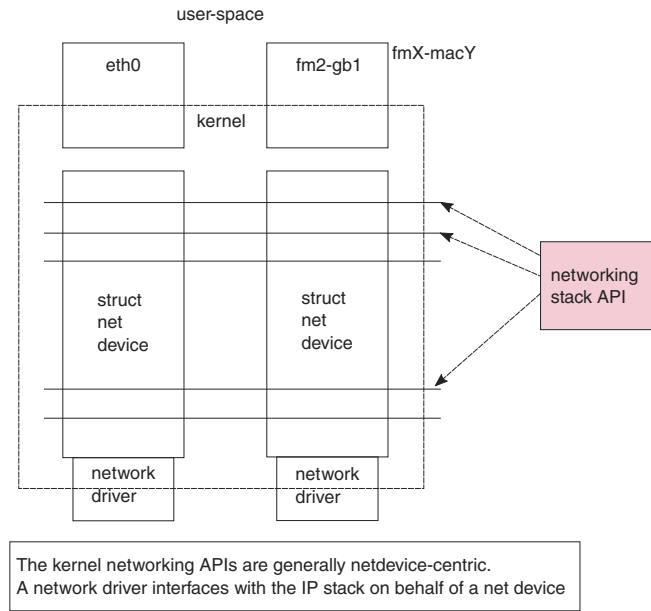 user-space
eth0
fm2-gb1
fmX-macY
kernel
networking
stack API
struct
net
device
struct
net
device
network
driver
network
driver
The kernel networking APIs are generally netdevice-centric.
A network driver interfaces with the IP stack on behalf of a net device